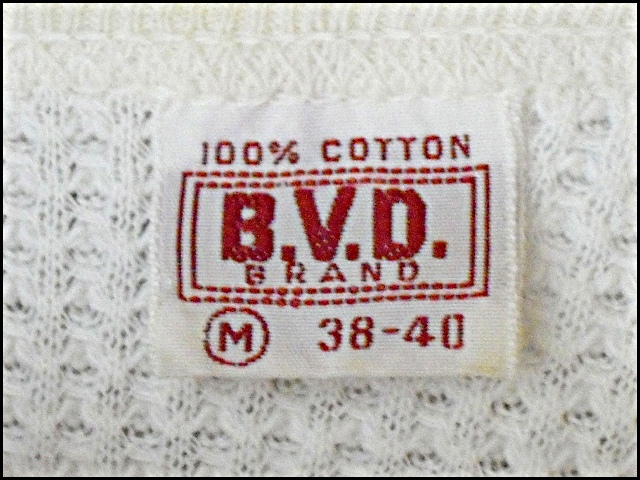 100% COTTON
B.V.D.
BRAND
M 38-40